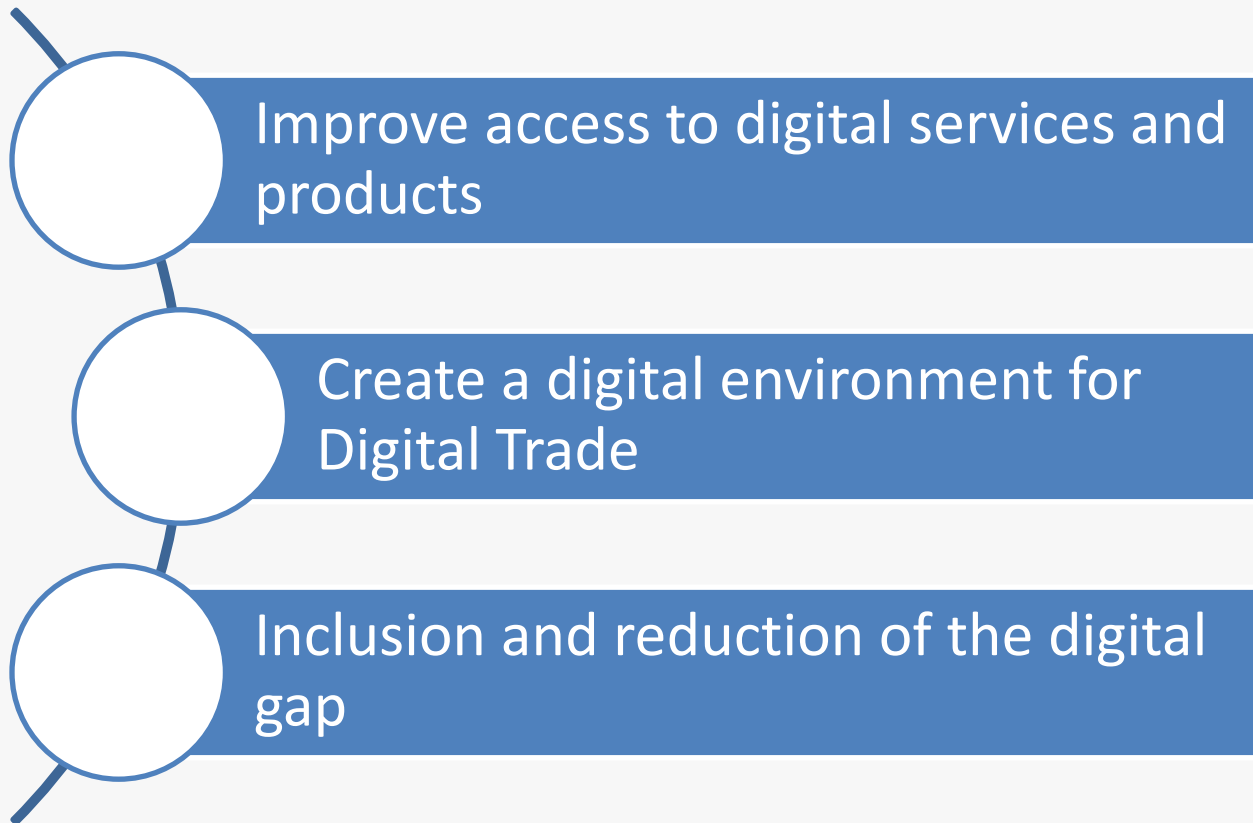 Improve access to digital services and
products
Create a digital environment for
Digital Trade
Inclusion and reduction of the digital
gap